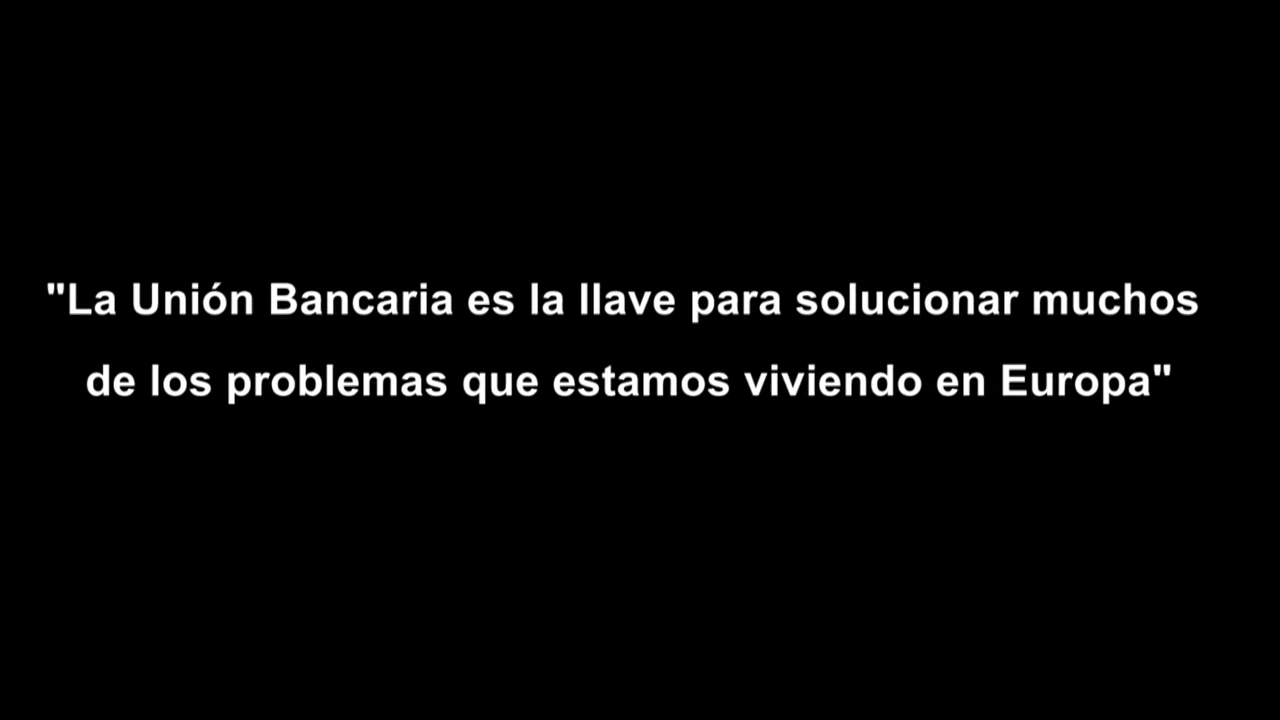 "La Unión Bancaria es la llave para solucionar muchos
de los problemas que estamos viviendo en Europa"